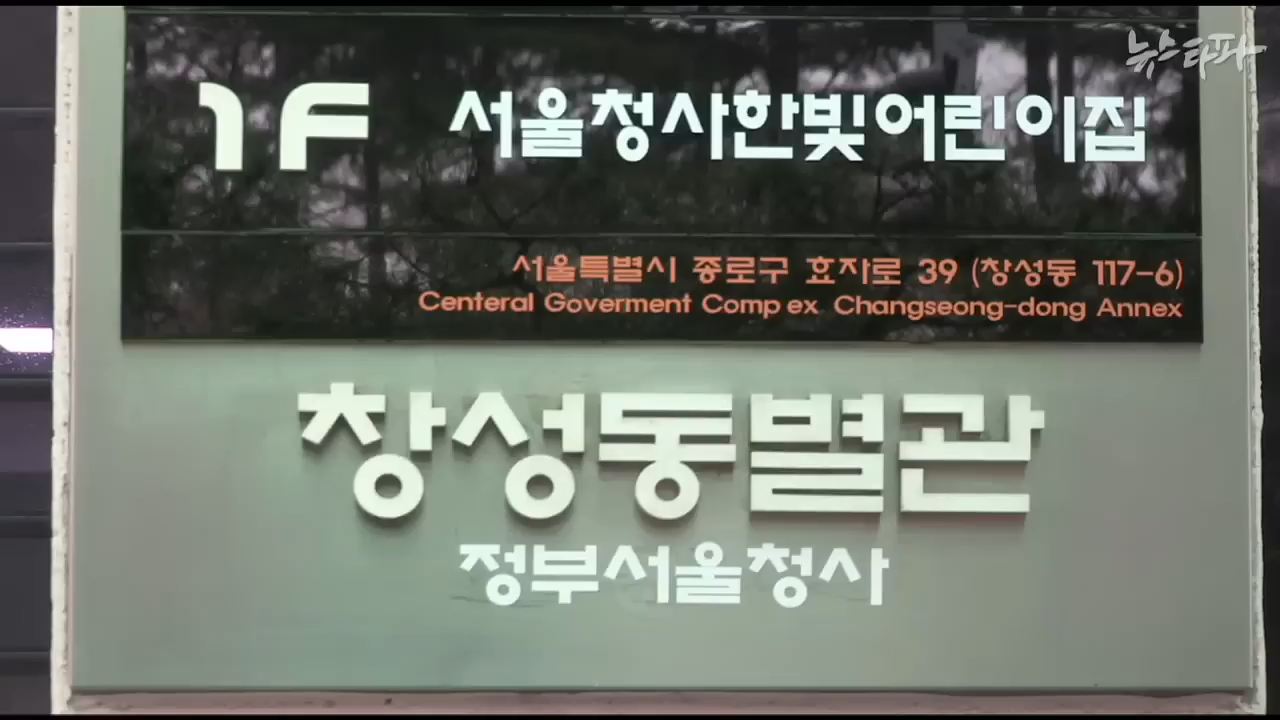 뉴스타파
1F 서울청사한빛어린이집
서울특별시 종로구 효자로 39 (창성동 117-6)
Centeral Goverment Comp ex Changseong-dong Annex
창성동별관
정부서울청사